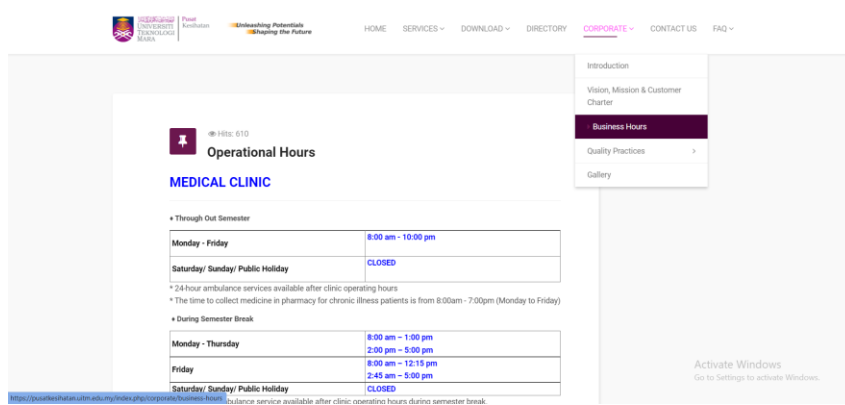 UNIVERSITI
TEKNOLOGI
MARA
Pusat
Kesihatan
Unleashing Potentials
Shaping the Future
HOME SERVICES DOWNLOAD DIRECTORY CORPORATE CONTACT US FAQ
Introduction
Vision, Mission & Customer
Charter
Business Hours
Quality Practices
Gallery
Hits: 610
Operational Hours
MEDICAL CLINIC
♦ Through Out Semester
Monday - Friday 8:00 am - 10:00 pm
Saturday/ Sunday/ Public Holiday CLOSED
* 24-hour ambulance services available after clinic operating hours
* The time to collect medicine in pharmacy for chronic illness patients is from 8:00am - 7:00pm (Monday to Friday)
♦ During Semester Break
Monday - Thursday 8:00 am – 1:00 pm
2:00 pm – 5:00 pm
Friday 8:00 am – 12:15 pm
2:45 am – 5:00 pm
Saturday/ Sunday/ Public Holiday CLOSED
ambulance service available after clinic operating hours during semester break.
https://pusatkesihatan.uitm.edu.my/index.php/corporate/business-hours
Activate Windows
Go to Settings to activate Windows.